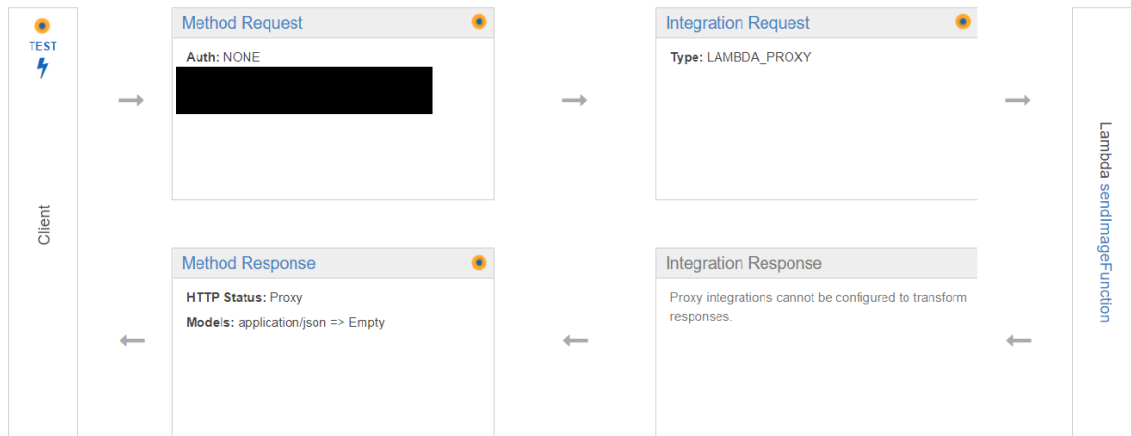 TEST
Client
Method Request
Auth: NONE
Integration Request
Type: LAMBDA_PROXY
Lambda sendImageFunction
Method Response
HTTP Status: Proxy
Models: application/json => Empty
Integration Response
Proxy integrations cannot be configured to transform
responses.